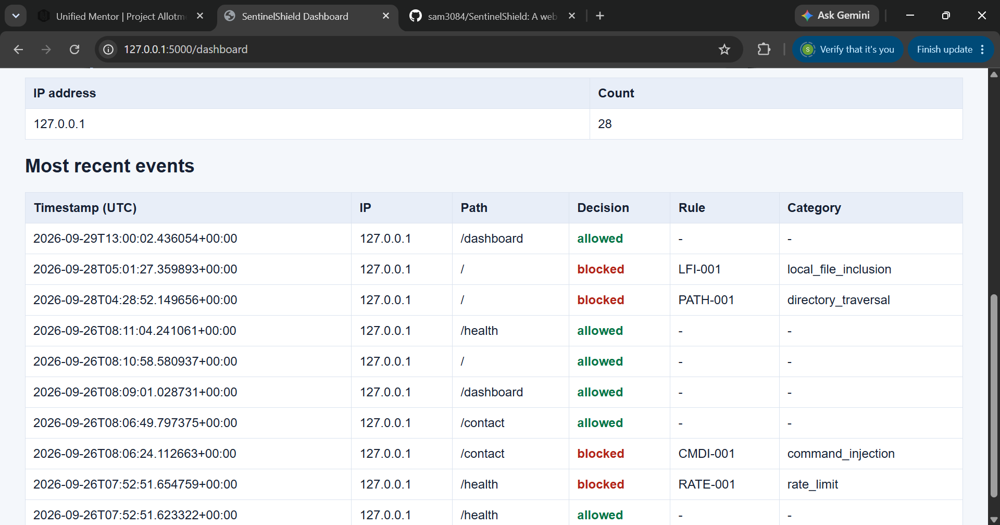 Unified Mentor | Project Allotm
SentinelShield Dashboard
sam3084/SentinelShield: A web
Ask Gemini
127.0.0.1:5000/dashboard
S
Verify that it's you
Finish update
IP address Count
127.0.0.1 28
Most recent events
Timestamp (UTC) IP Path Decision Rule Category
2026-09-29T13:00:02.436054+00:00 127.0.0.1 /dashboard allowed - -
2026-09-28T05:01:27.359893+00:00 127.0.0.1 / blocked LFI-001 local_file_inclusion
2026-09-28T04:28:52.149656+00:00 127.0.0.1 / blocked PATH-001 directory_traversal
2026-09-26T08:11:04.241061+00:00 127.0.0.1 /health allowed - -
2026-09-26T08:10:58.580937+00:00 127.0.0.1 / allowed - -
2026-09-26T08:09:01.028731+00:00 127.0.0.1 /dashboard allowed - -
2026-09-26T08:06:49.797375+00:00 127.0.0.1 /contact allowed - -
2026-09-26T08:06:24.112663+00:00 127.0.0.1 /contact blocked CMDI-001 command_injection
2026-09-26T07:52:51.654759+00:00 127.0.0.1 /health blocked RATE-001 rate_limit
2026-09-26T07:52:51.623322+00:00 127.0.0.1 /health allowed - -